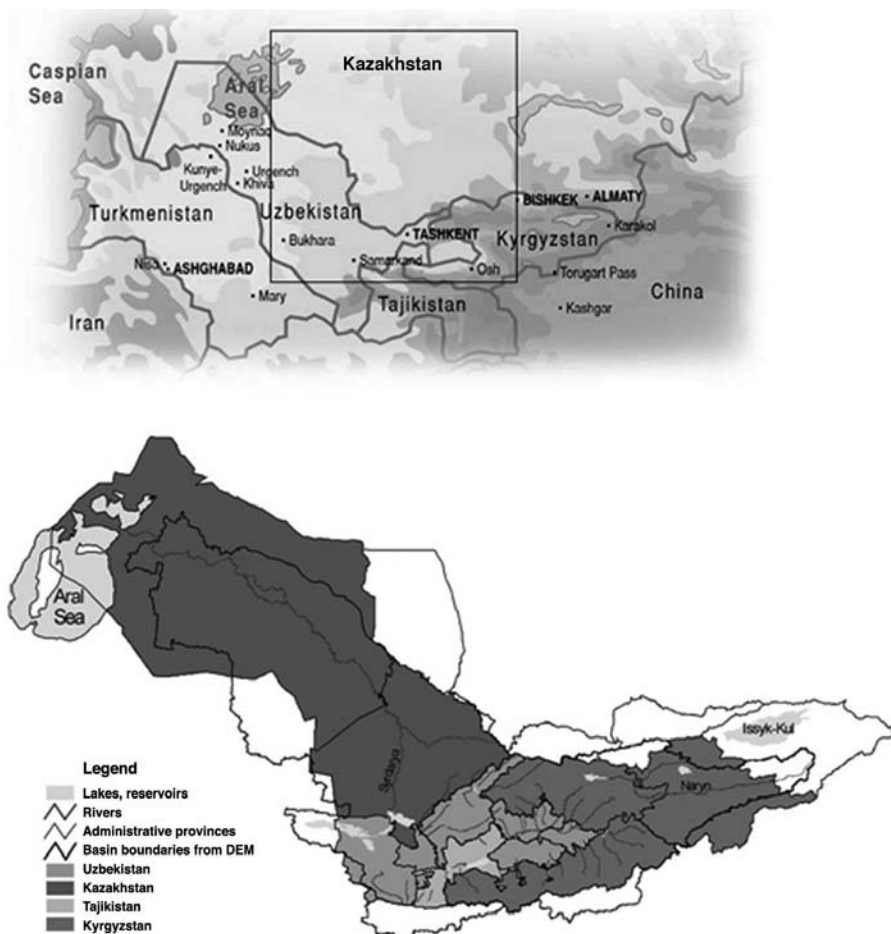 Kazakhstan
Caspian
Sea
Aral
Sea
Moynaq
Nukus
Kunye-
Urgench
Urgench
Khiva
Turkmenistan
Uzbekistan
BISHKEK
ALMATY
TASHKENT
Kyrgyzstan
Karakol
Bukhara
Samarkand
Osh
Nisa
ASHGHABAD
Torugart Pass
China
Mary
Tajikistan
Kashgar
Iran
Aral
Sea
Issyk-Kul
Syrdarya
Naryn
Legend
Lakes, reservoirs
Rivers
Administrative provinces
Basin boundaries from DEM
Uzbekistan
Kazakhstan
Tajikistan
Kyrgyzstan